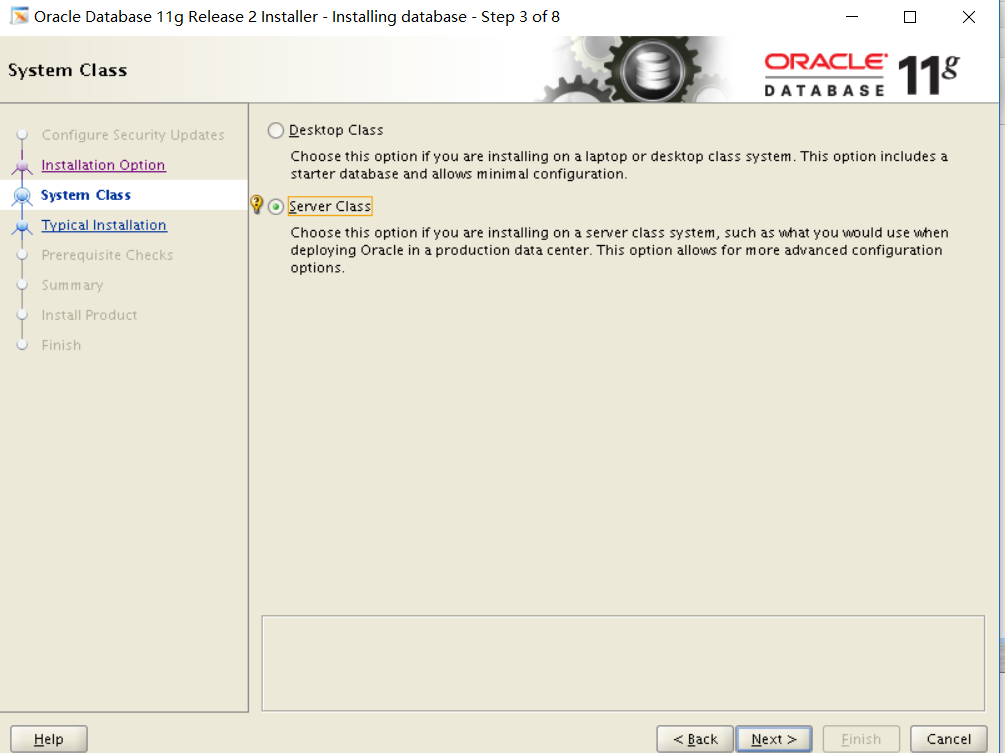 Oracle Database 11g Release 2 Installer - Installing database - Step 3 of 8
System Class
ORACLE
DATABASE
11g
Configure Security Updates
Installation Option
System Class
Typical Installation
Prerequisite Checks
Summary
Install Product
Finish
Desktop Class
Choose this option if you are installing on a laptop or desktop class system. This option includes a
starter database and allows minimal configuration.
Server Class
Choose this option if you are installing on a server class system, such as what you would use when
deploying Oracle in a production data center. This option allows for more advanced configuration
options.
Help
< Back
Next >
Finish
Cancel